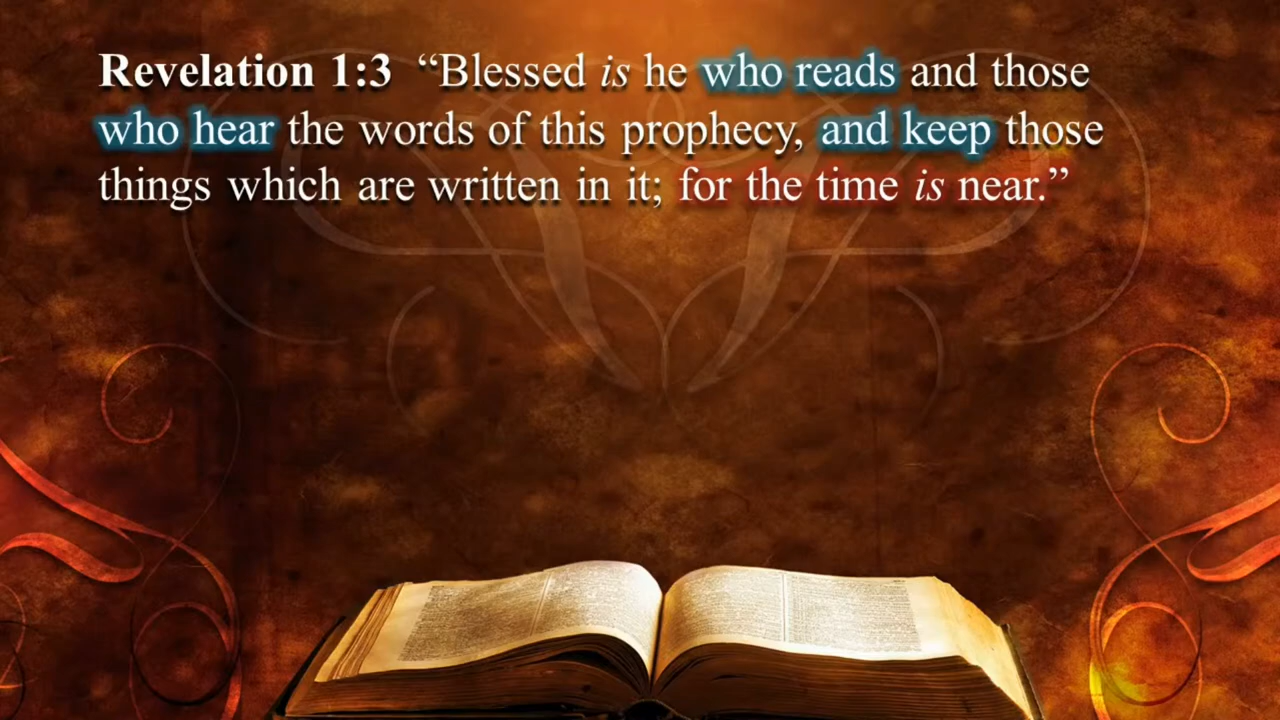 Revelation 1:3 “Blessed is he who reads and those
who hear the words of this prophecy, and keep those
things which are written in it; for the time is near.”